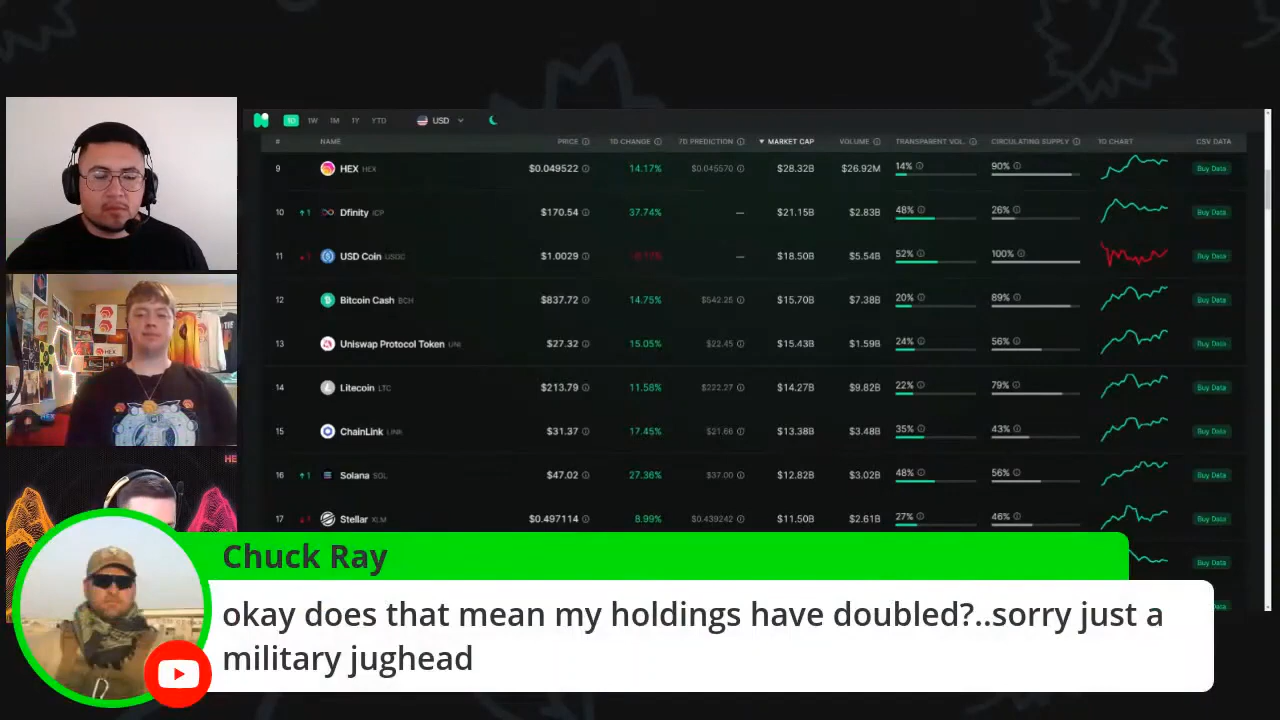 1D 1W 1M 1Y YTD USD
# NAME PRICE 1D CHANGE 7D PREDICTION MARKET CAP VOLUME TRANSPARENT VOL. CIRCULATING SUPPLY 1D CHART CSV DATA
9 HEX HEX $0.049522 14.17% $0.045570 $28.32B $26.92M 14% 90% Buy Data
10 1 Dfinity ICP $170.54 37.74% — $21.15B $2.83B 48% 26% Buy Data
11 1 USD Coin USDC $1.0029 — $18.50B $5.54B 52% 100% Buy Data
12 Bitcoin Cash BCH $837.72 14.75% $542.25 $15.70B $7.38B 20% 89% Buy Data
13 Uniswap Protocol Token UNI $27.32 15.05% $22.45 $15.43B $1.59B 24% 56% Buy Data
14 Litecoin LTC $213.79 11.58% $222.27 $14.27B $9.82B 22% 79% Buy Data
15 ChainLink LINK $31.37 17.45% $21.66 $13.38B $3.48B 35% 43% Buy Data
HE
16 1 Solana SOL $47.02 27.36% $37.00 $12.82B $3.02B 48% 56% Buy Data
17 1 Stellar XLM $0.497114 8.99% $0.439242 $11.50B $2.61B 27% 46% Buy Data
Buy Data
Chuck Ray
okay does that mean my holdings have doubled?..sorry just a
military jughead